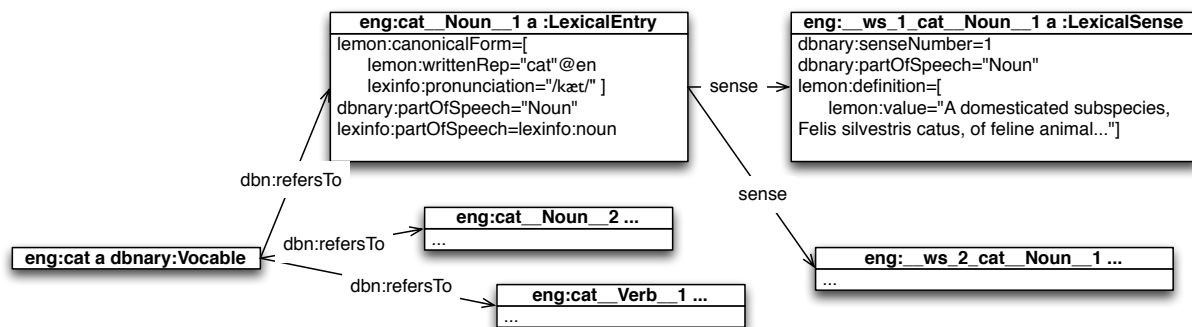 eng:cat__Noun__1 a :LexicalEntry
lemon:canonicalForm=[
lemon:writtenRep="cat"@en
lexinfo:pronunciation="/kæt/" ]
dbnary:partOfSpeech="Noun"
lexinfo:partOfSpeech=lexinfo:noun
sense
eng:__ws_1_cat__Noun__1 a :LexicalSense
dbnary:senseNumber=1
dbnary:partOfSpeech="Noun"
lemon:definition=[
lemon:value="A domesticated subspecies,
Felis silvestris catus, of feline animal..."]
dbn:refersTo
sense
eng:cat__Noun__2 ...
...
dbn:refersTo
eng:cat a dbnary:Vocable
eng:__ws_2_cat__Noun__1 ...
...
dbn:refersTo
eng:cat__Verb__1 ...
...